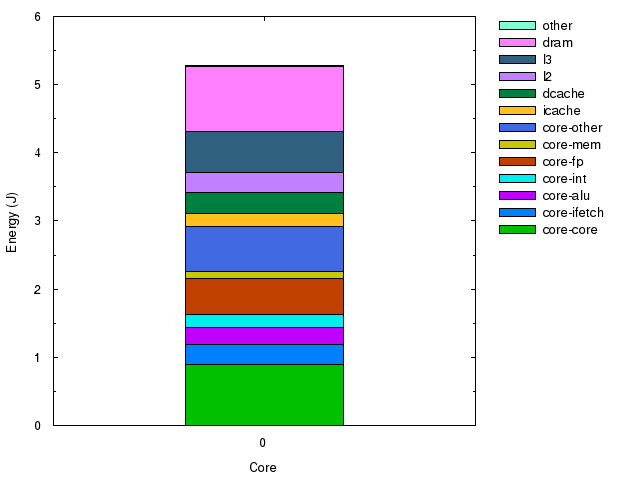 6
5
4
3
2
1
0
Energy (J)
0
Core
other
dram
l3
l2
dcache
icache
core-other
core-mem
core-fp
core-int
core-alu
core-ifetch
core-core